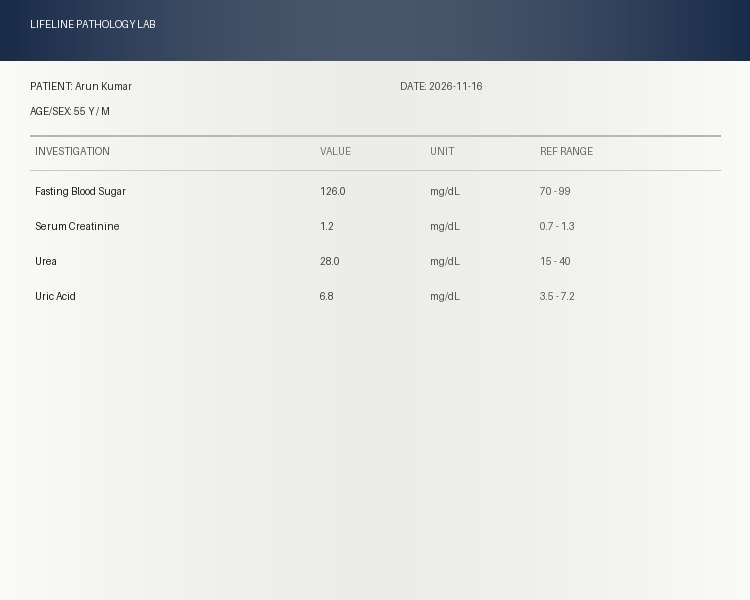 LIFELINE PATHOLOGY LAB
PATIENT: Arun Kumar DATE: 2026-11-16
AGE/SEX: 55 Y / M
INVESTIGATION VALUE UNIT REF RANGE
Fasting Blood Sugar 126.0 mg/dL 70 - 99
Serum Creatinine 1.2 mg/dL 0.7 - 1.3
Urea 28.0 mg/dL 15 - 40
Uric Acid 6.8 mg/dL 3.5 - 7.2